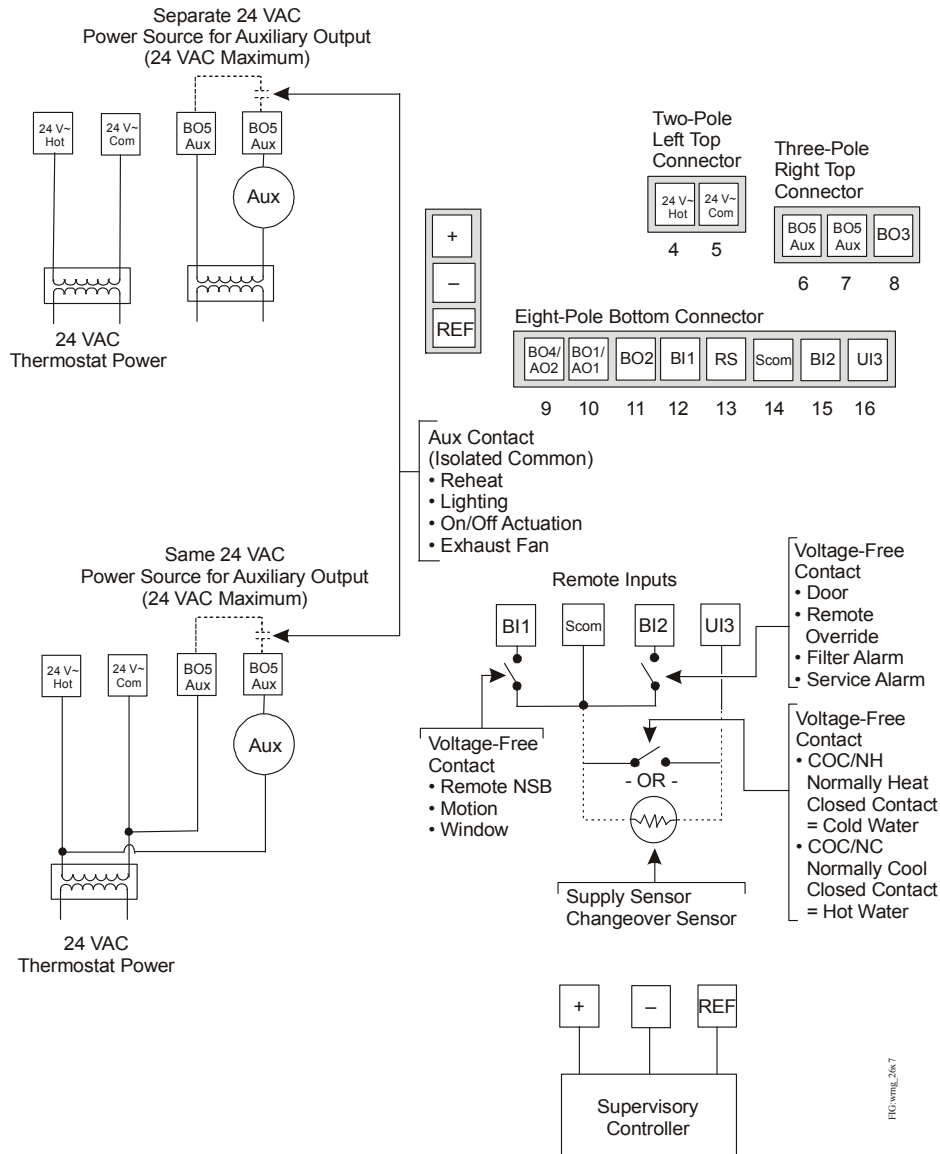 Separate 24 VAC
Power Source for Auxiliary Output
(24 VAC Maximum)
24 V~
Hot
24 V~
Com
BO5
Aux
BO5
Aux
Aux
24 VAC
Thermostat Power
+
–
REF
Two-Pole
Left Top
Connector
24 V~
Hot
24 V~
Com
4 5
Three-Pole
Right Top
Connector
BO5
Aux
BO5
Aux
BO3
6 7 8
Eight-Pole Bottom Connector
BO4/
AO2
BO1/
AO1
BO2
BI1
RS
Scom
BI2
UI3
9 10 11 12 13 14 15 16
Aux Contact
(Isolated Common)
• Reheat
• Lighting
• On/Off Actuation
• Exhaust Fan
Same 24 VAC
Power Source for Auxiliary Output
(24 VAC Maximum)
24 V~
Hot
24 V~
Com
BO5
Aux
BO5
Aux
Aux
24 VAC
Thermostat Power
Remote Inputs
BI1
Scom
BI2
UI3
Voltage-Free
Contact
• Door
• Remote
Override
• Filter Alarm
• Service Alarm
Voltage-Free
Contact
• Remote NSB
• Motion
• Window
- OR -
Voltage-Free
Contact
• COC/NH
Normally Heat
Closed Contact
= Cold Water
• COC/NC
Normally Cool
Closed Contact
= Hot Water
Supply Sensor
Changeover Sensor
+
–
REF
Supervisory
Controller
FIG:wrng_26x7